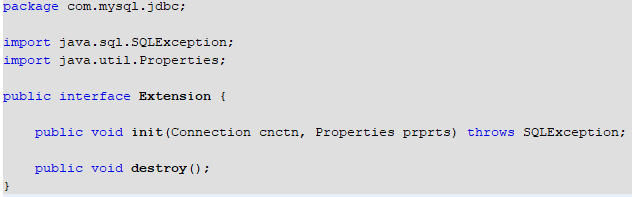 package com.mysql.jdbc;
import java.sql.SQLException;
import java.util.Properties;
public interface Extension {
public void init(Connection cnctn, Properties prprts) throws SQLException;
public void destroy();
}